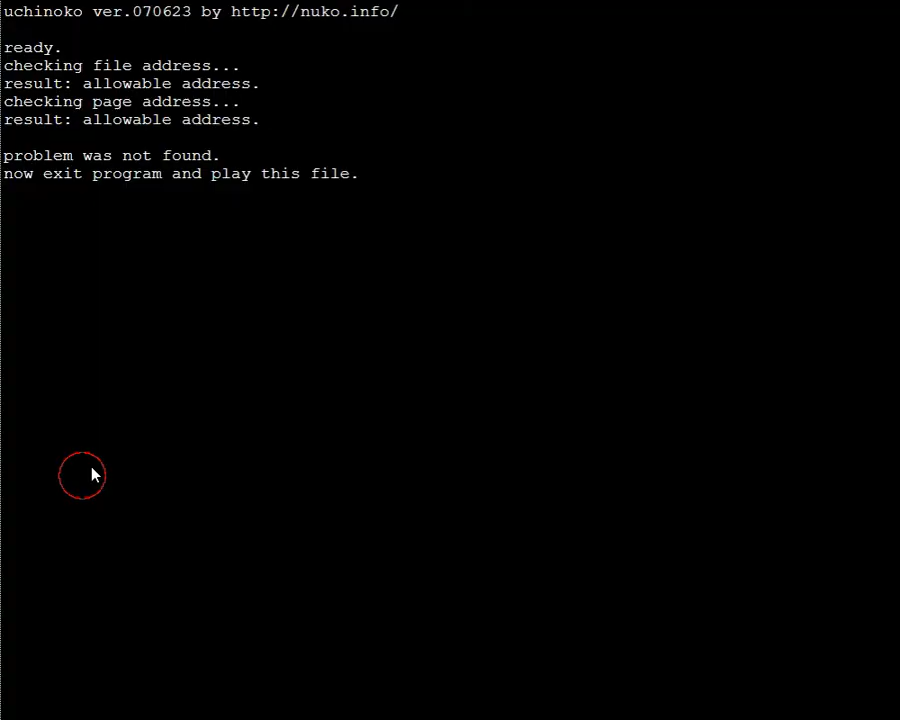 uchinoko ver.070623 by http://nuko.info/
ready.
checking file address...
result: allowable address.
checking page address...
result: allowable address.
problem was not found.
now exit program and play this file.